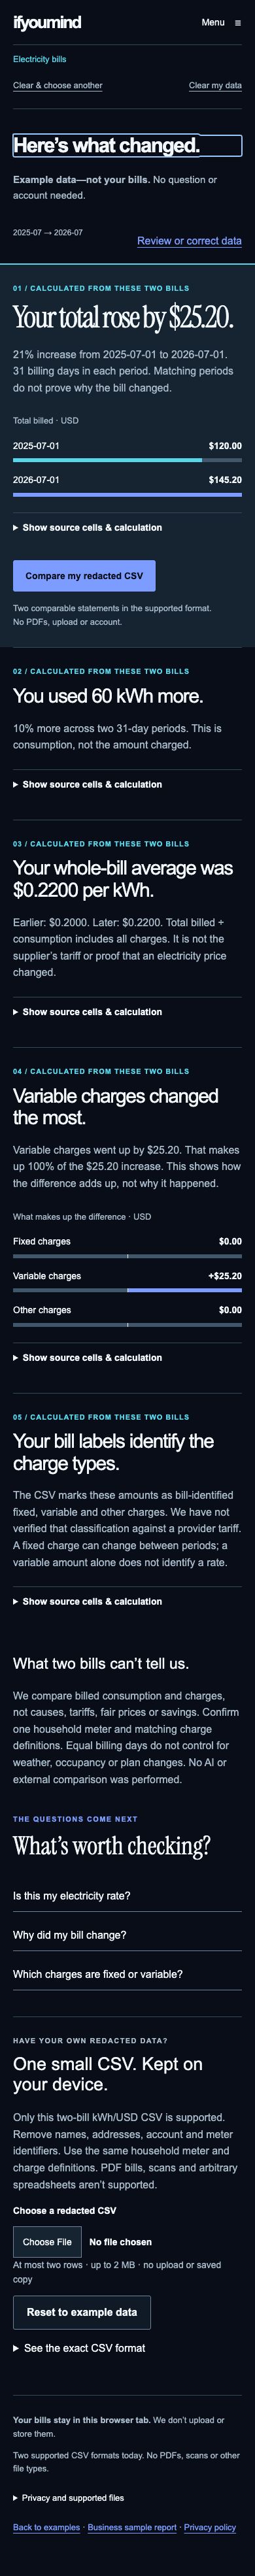 ifyoumind
Menu ≡
Electricity bills
Clear & choose another
Clear my data
Here’s what changed.
Example data—not your bills. No question or
account needed.
2025-07 → 2026-07
Review or correct data
01 / CALCULATED FROM THESE TWO BILLS
Your total rose by $25.20.
21% increase from 2025-07-01 to 2026-07-01.
31 billing days in each period. Matching periods
do not prove why the bill changed.
Total billed · USD
2025-07-01 $120.00
2026-07-01 $145.20
▶ Show source cells & calculation
Compare my redacted CSV
Two comparable statements in the supported format.
No PDFs, upload or account.
02 / CALCULATED FROM THESE TWO BILLS
You used 60 kWh more.
10% more across two 31-day periods. This is
consumption, not the amount charged.
▶ Show source cells & calculation
03 / CALCULATED FROM THESE TWO BILLS
Your whole-bill average was
$0.2200 per kWh.
Earlier: $0.2000. Later: $0.2200. Total billed ÷
consumption includes all charges. It is not the
supplier’s tariff or proof that an electricity price
changed.
▶ Show source cells & calculation
04 / CALCULATED FROM THESE TWO BILLS
Variable charges changed
the most.
Variable charges went up by $25.20. That makes
up 100% of the $25.20 increase. This shows how
the difference adds up, not why it happened.
What makes up the difference · USD
Fixed charges $0.00
Variable charges +$25.20
Other charges $0.00
▶ Show source cells & calculation
05 / CALCULATED FROM THESE TWO BILLS
Your bill labels identify the
charge types.
The CSV marks these amounts as bill-identified
fixed, variable and other charges. We have not
verified that classification against a provider tariff.
A fixed charge can change between periods; a
variable amount alone does not identify a rate.
▶ Show source cells & calculation
What two bills can’t tell us.
We compare billed consumption and charges,
not causes, tariffs, fair prices or savings. Confirm
one household meter and matching charge
definitions. Equal billing days do not control for
weather, occupancy or plan changes. No AI or
external comparison was performed.
THE QUESTIONS COME NEXT
What’s worth checking?
Is this my electricity rate?
Why did my bill change?
Which charges are fixed or variable?
HAVE YOUR OWN REDACTED DATA?
One small CSV. Kept on
your device.
Only this two-bill kWh/USD CSV is supported.
Remove names, addresses, account and meter
identifiers. Use the same household meter and
charge definitions. PDF bills, scans and arbitrary
spreadsheets aren’t supported.
Choose a redacted CSV
Choose File No file chosen
At most two rows · up to 2 MB · no upload or saved
copy
Reset to example data
▶ See the exact CSV format
Your bills stay in this browser tab. We don’t upload or
store them.
Two supported CSV formats today. No PDFs, scans or other
file types.
▶ Privacy and supported files
Back to examples · Business sample report · Privacy policy